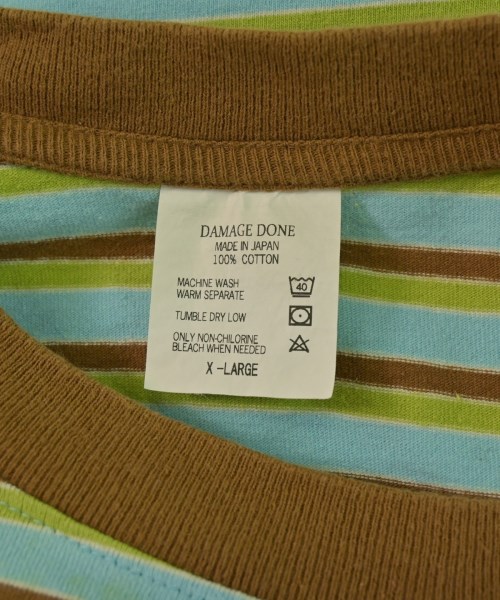 DAMAGE DONE
MADE IN JAPAN
100% COTTON
MACHINE WASH
WARM SEPARATE
40
TUMBLE DRY LOW
ONLY NON-CHLORINE
BLEACH WHEN NEEDED
X -LARGE